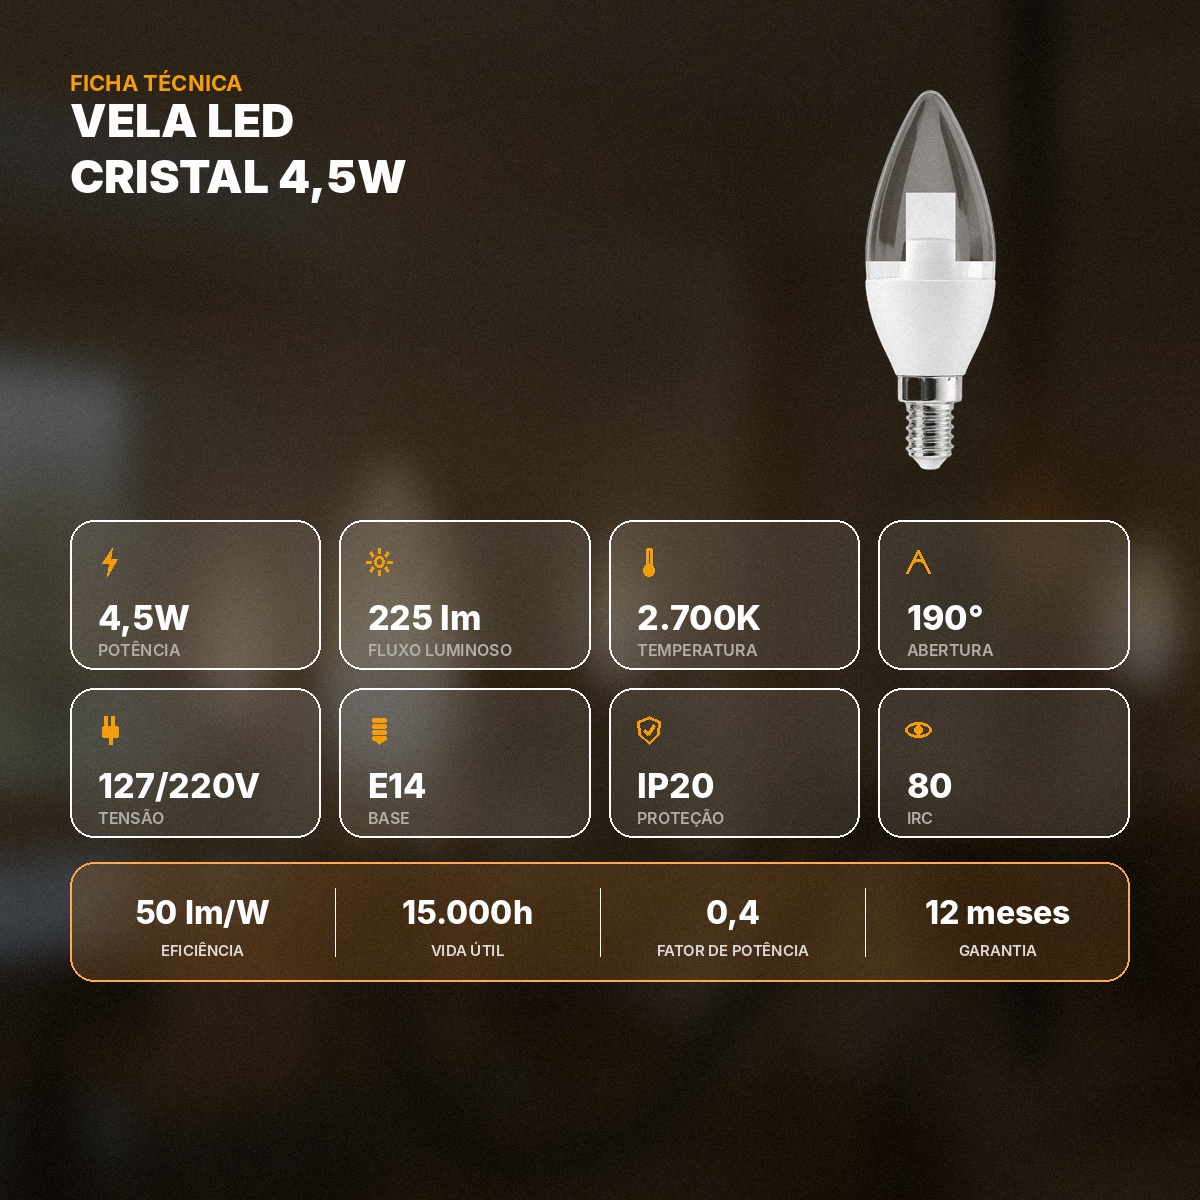 FICHA TÉCNICA
VELA LED
CRISTAL 4,5W
4,5W
POTÊNCIA
225 lm
FLUXO LUMINOSO
2.700K
TEMPERATURA
190°
ABERTURA
127/220V
TENSÃO
E14
BASE
IP20
PROTEÇÃO
80
IRC
50 lm/W
EFICIÊNCIA
15.000h
VIDA ÚTIL
0,4
FATOR DE POTÊNCIA
12 meses
GARANTIA